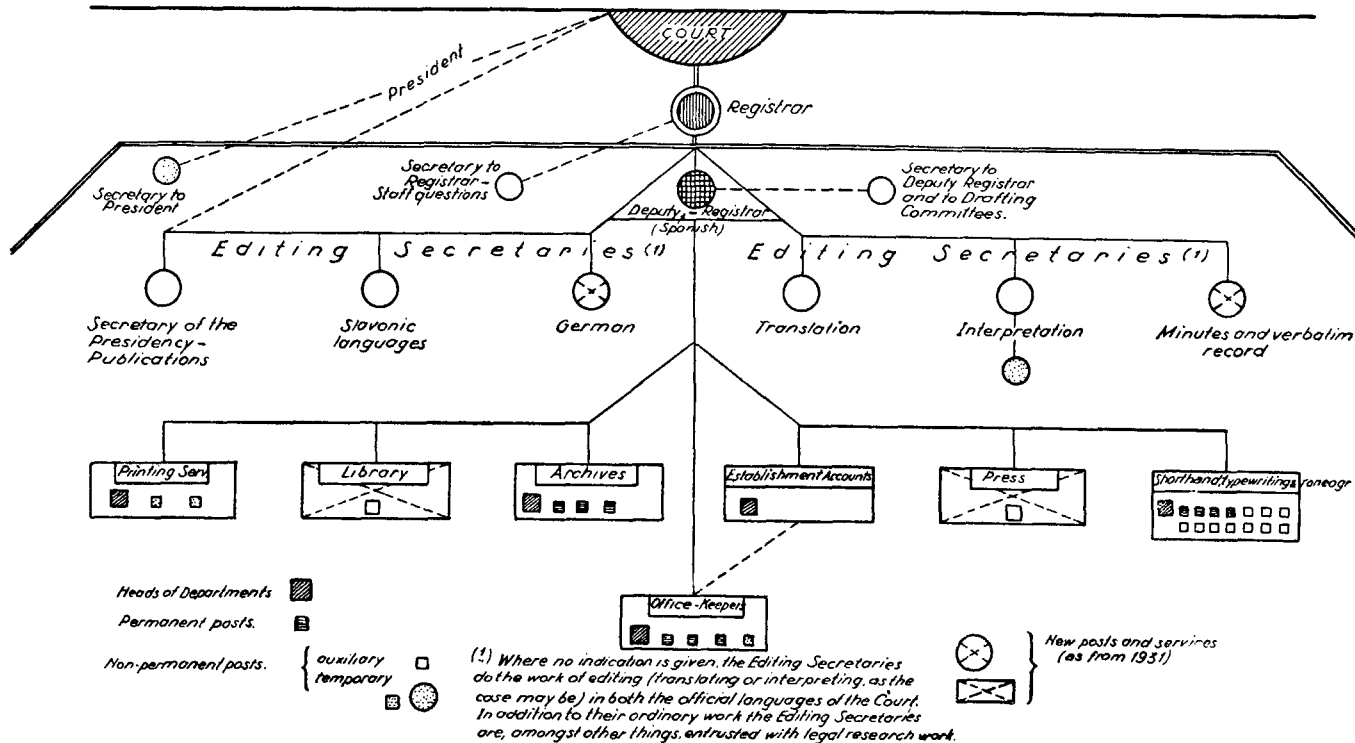 COURT
President
Registrar
Secretary to
President
Secretary to
Registrar-
Staff questions
Secretary to
Deputy Registrar
and to Drafting
Committees.
Deputy-Registrar
(Spanish)
Editing Secretaries (1)
Editing Secretaries (1)
Secretary of the
Presidency-
Publications
Slavonic
languages
German
Translation
Interpretation
Minutes and verbatim
record
Printing Serv.
Library
Archives
Establishment Accounts
Press
Shorthand, typewriting & roneogr
Office-Keepers
Heads of Departments
Permanent posts.
Non-permanent posts.
auxiliary
temporary
New posts and services
(as from 1931)
(1) Where no indication is given, the Editing Secretaries
do the work of editing (translating or interpreting, as the
case may be) in both the official languages of the Court.
In addition to their ordinary work the Editing Secretaries
are, amongst other things, entrusted with legal research work.